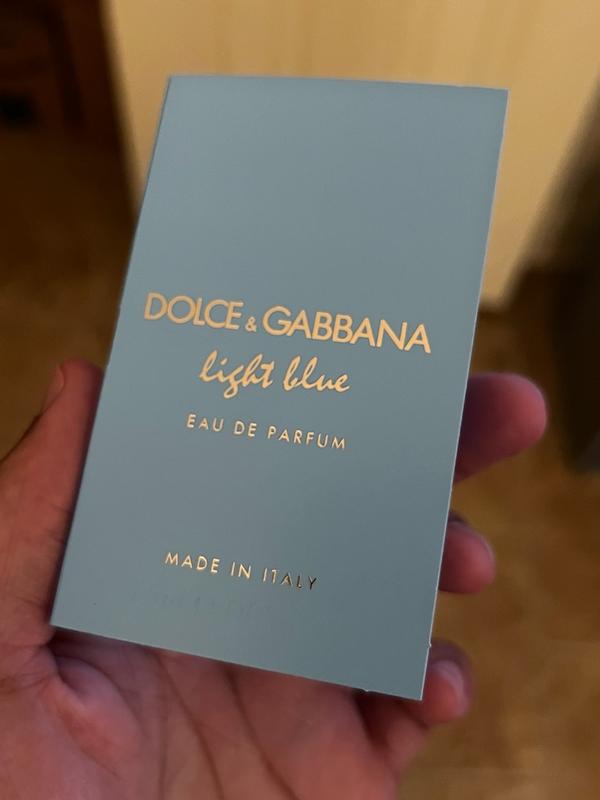 DOLCE & GABBANA
light blue
EAU DE PARFUM
MADE IN ITALY